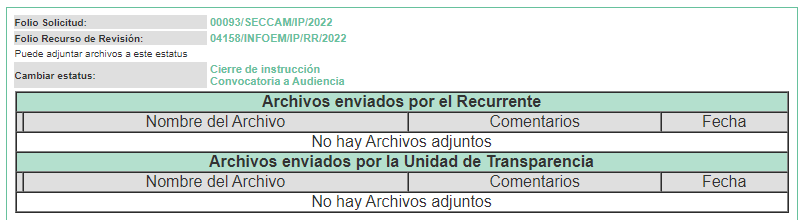 Folio Solicitud: 00093/SECCAM/IP/2022
Folio Recurso de Revisión: 04158/INFOEM/IP/RR/2022
Puede adjuntar archivos a este estatus
Cambiar estatus: Cierre de instrucción
Convocatoria a Audiencia
Archivos enviados por el Recurrente
Nombre del Archivo Comentarios Fecha
No hay Archivos adjuntos
Archivos enviados por la Unidad de Transparencia
Nombre del Archivo Comentarios Fecha
No hay Archivos adjuntos